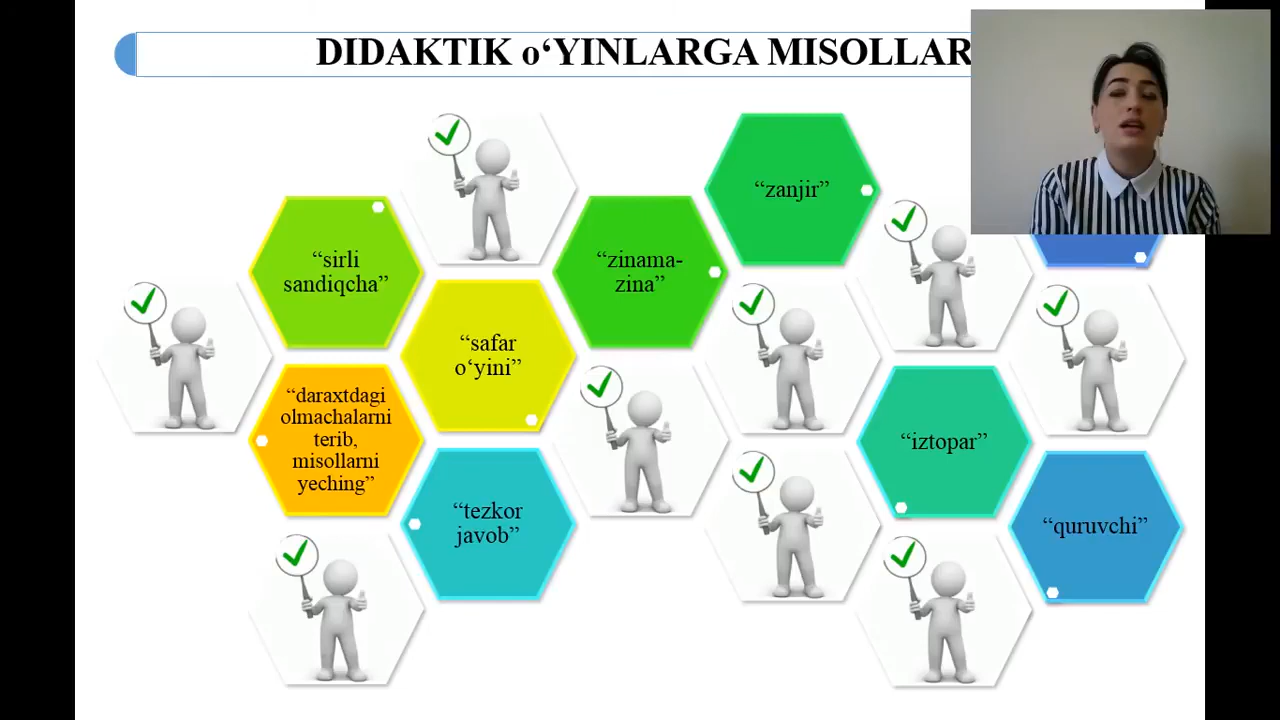 DIDAKTIK o‘YINLARGA MISOLLAR
“zanjir”
“sirli
sandiqcha”
“zinama-
zina”
“safar
o‘yini”
“daraxtdagi
olmachalarni
terib,
misollarni
yeching”
“iztopar”
“tezkor
javob”
“quruvchi”